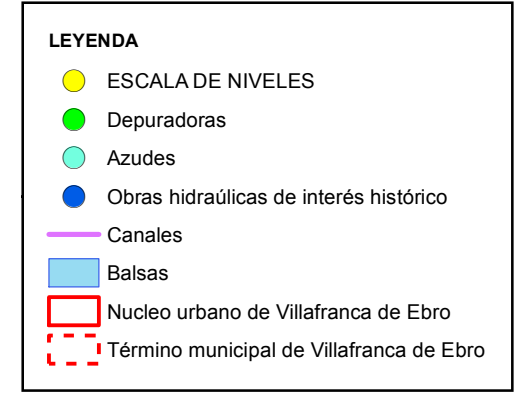 LEYENDA
ESCALA DE NIVELES
Depuradoras
Azudes
Obras hidraúlicas de interés histórico
Canales
Balsas
Nucleo urbano de Villafranca de Ebro
Término municipal de Villafranca de Ebro